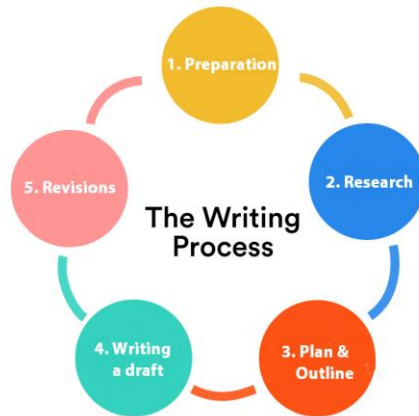 1. Preparation
2. Research
3. Plan &
Outline
4. Writing
a draft
5. Revisions
The Writing
Process